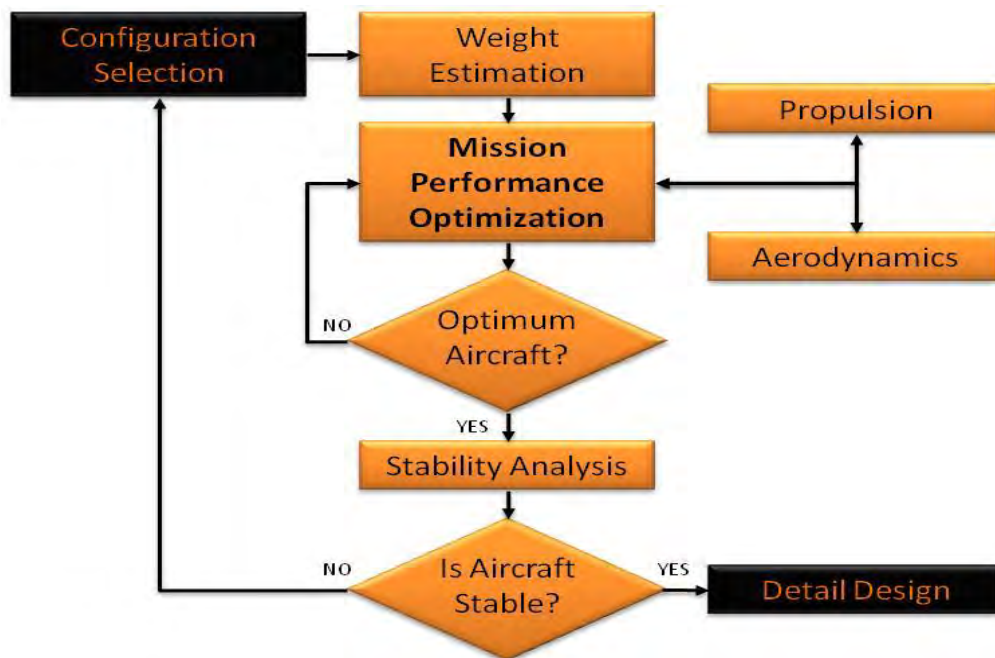 Configuration
Selection
Weight
Estimation
Propulsion
Mission
Performance
Optimization
Aerodynamics
NO
Optimum
Aircraft?
YES
Stability Analysis
NO
Is Aircraft
Stable?
YES
Detail Design